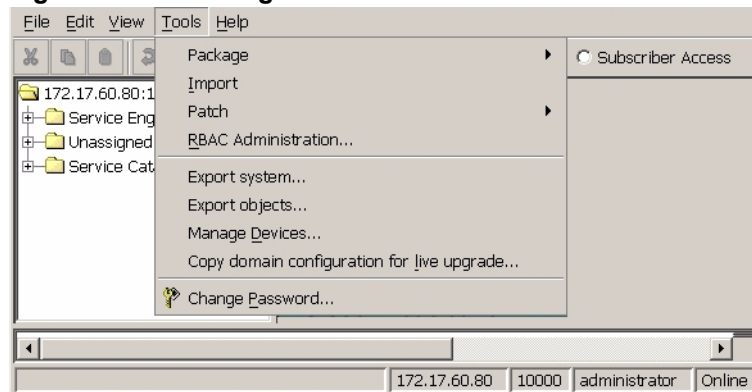 File Edit View Tools Help
Package
Subscriber Access
Import
172.17.60.80:1
Patch
Service Eng
RBAC Administration...
Unassigned
Service Cat
Export system...
Export objects...
Manage Devices...
Copy domain configuration for live upgrade...
Change Password...
172.17.60.80 10000 administrator Online